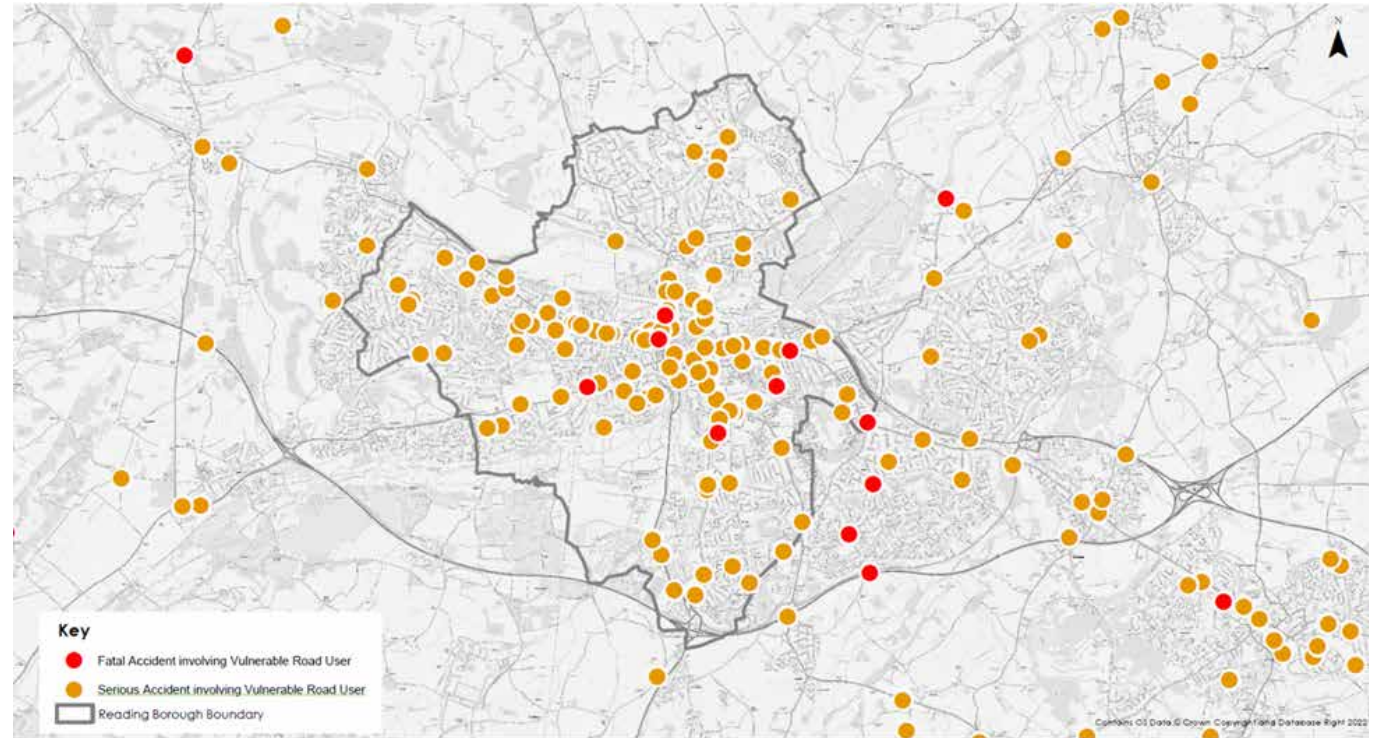 N
Key
Fatal Accident involving Vulnerable Road User
Serious Accident involving Vulnerable Road User
Reading Borough Boundary
Contains OS Data © Crown Copyright and Database Right 2022